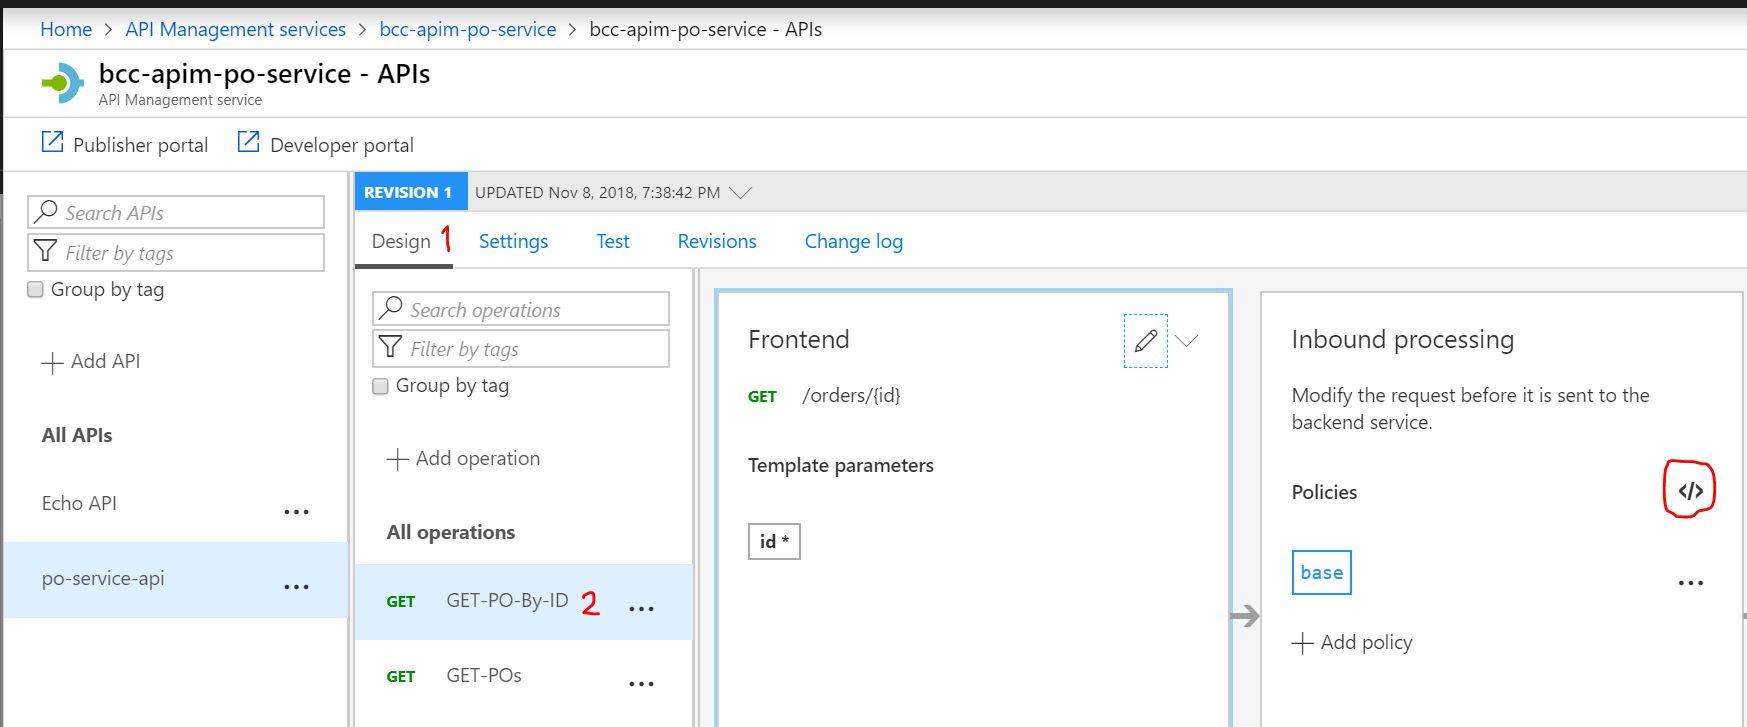 Home > API Management services > bcc-apim-po-service > bcc-apim-po-service - APIs
bcc-apim-po-service - APIs
API Management service
Publisher portal
Developer portal
Search APIs
Filter by tags
Group by tag
Add API
All APIs
Echo API ...
po-service-api ...
REVISION 1 UPDATED Nov 8, 2018, 7:38:42 PM
Design 1 Settings Test Revisions Change log
Search operations
Filter by tags
Group by tag
Add operation
All operations
GET GET-PO-By-ID 2 ...
GET GET-POs ...
Frontend
GET /orders/{id}
Template parameters
id *
Inbound processing
Modify the request before it is sent to the
backend service.
Policies </>
base ...
Add policy